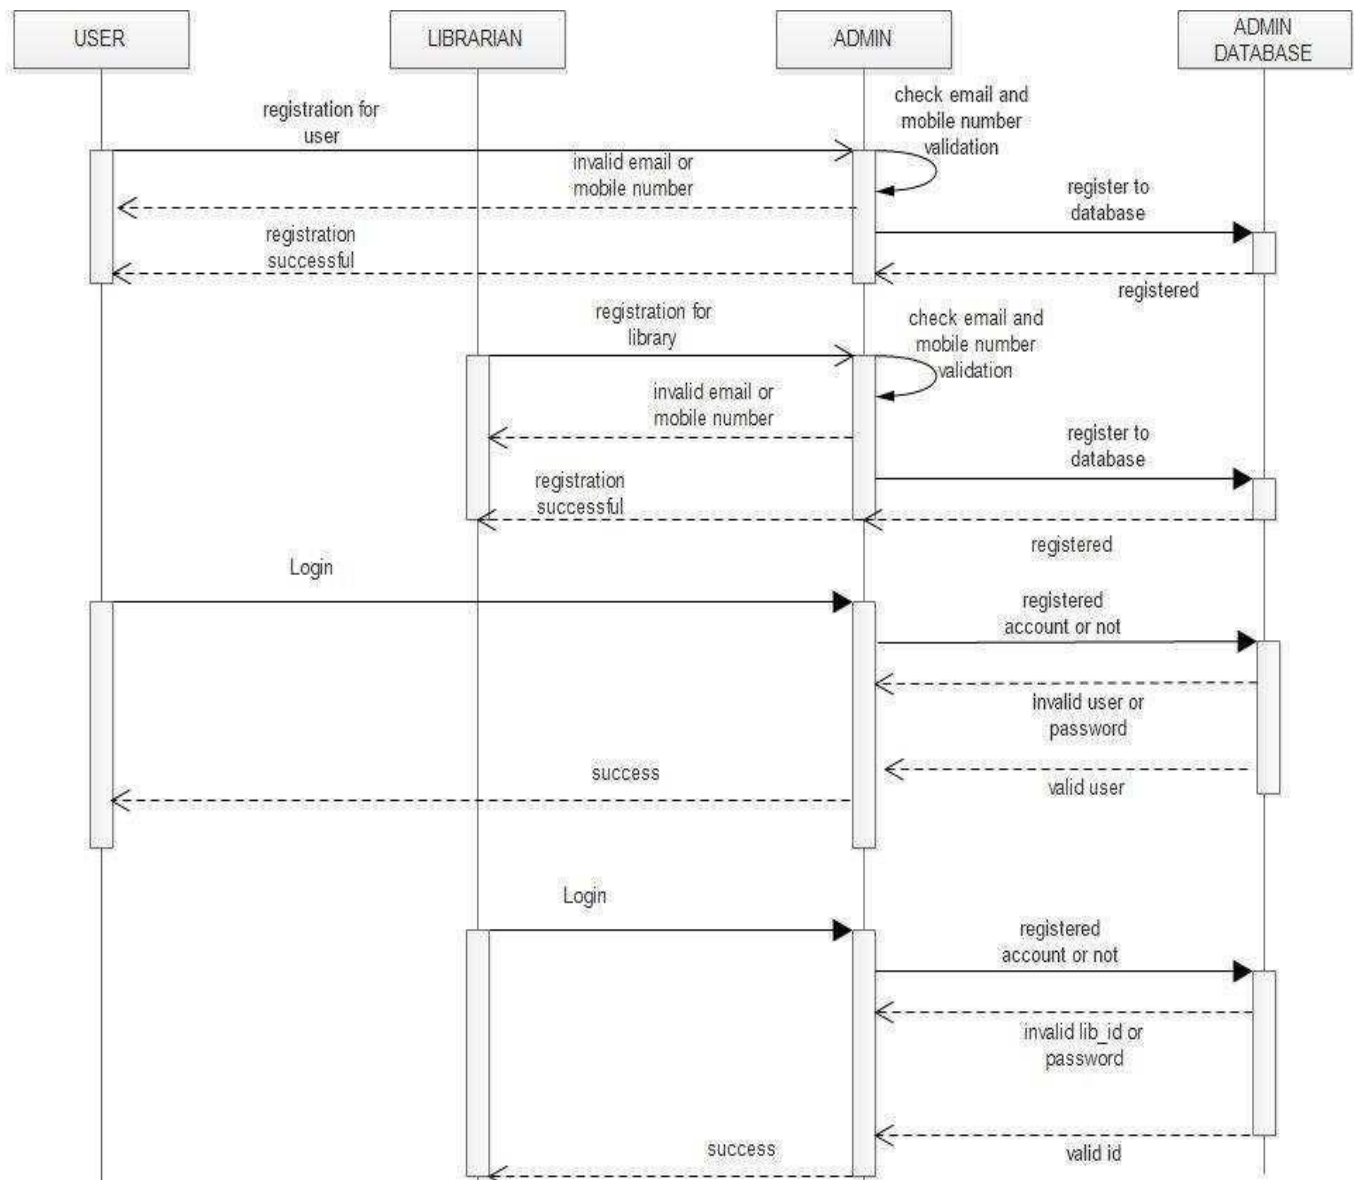 USER
LIBRARIAN
ADMIN
ADMIN
DATABASE
registration for
user
check email and
mobile number
validation
invalid email or
mobile number
register to
database
registration
successful
registered
registration for
library
check email and
mobile number
validation
invalid email or
mobile number
register to
database
registration
successful
registered
Login
registered
account or not
invalid user or
password
success
valid user
Login
registered
account or not
invalid lib_id or
password
success
valid id